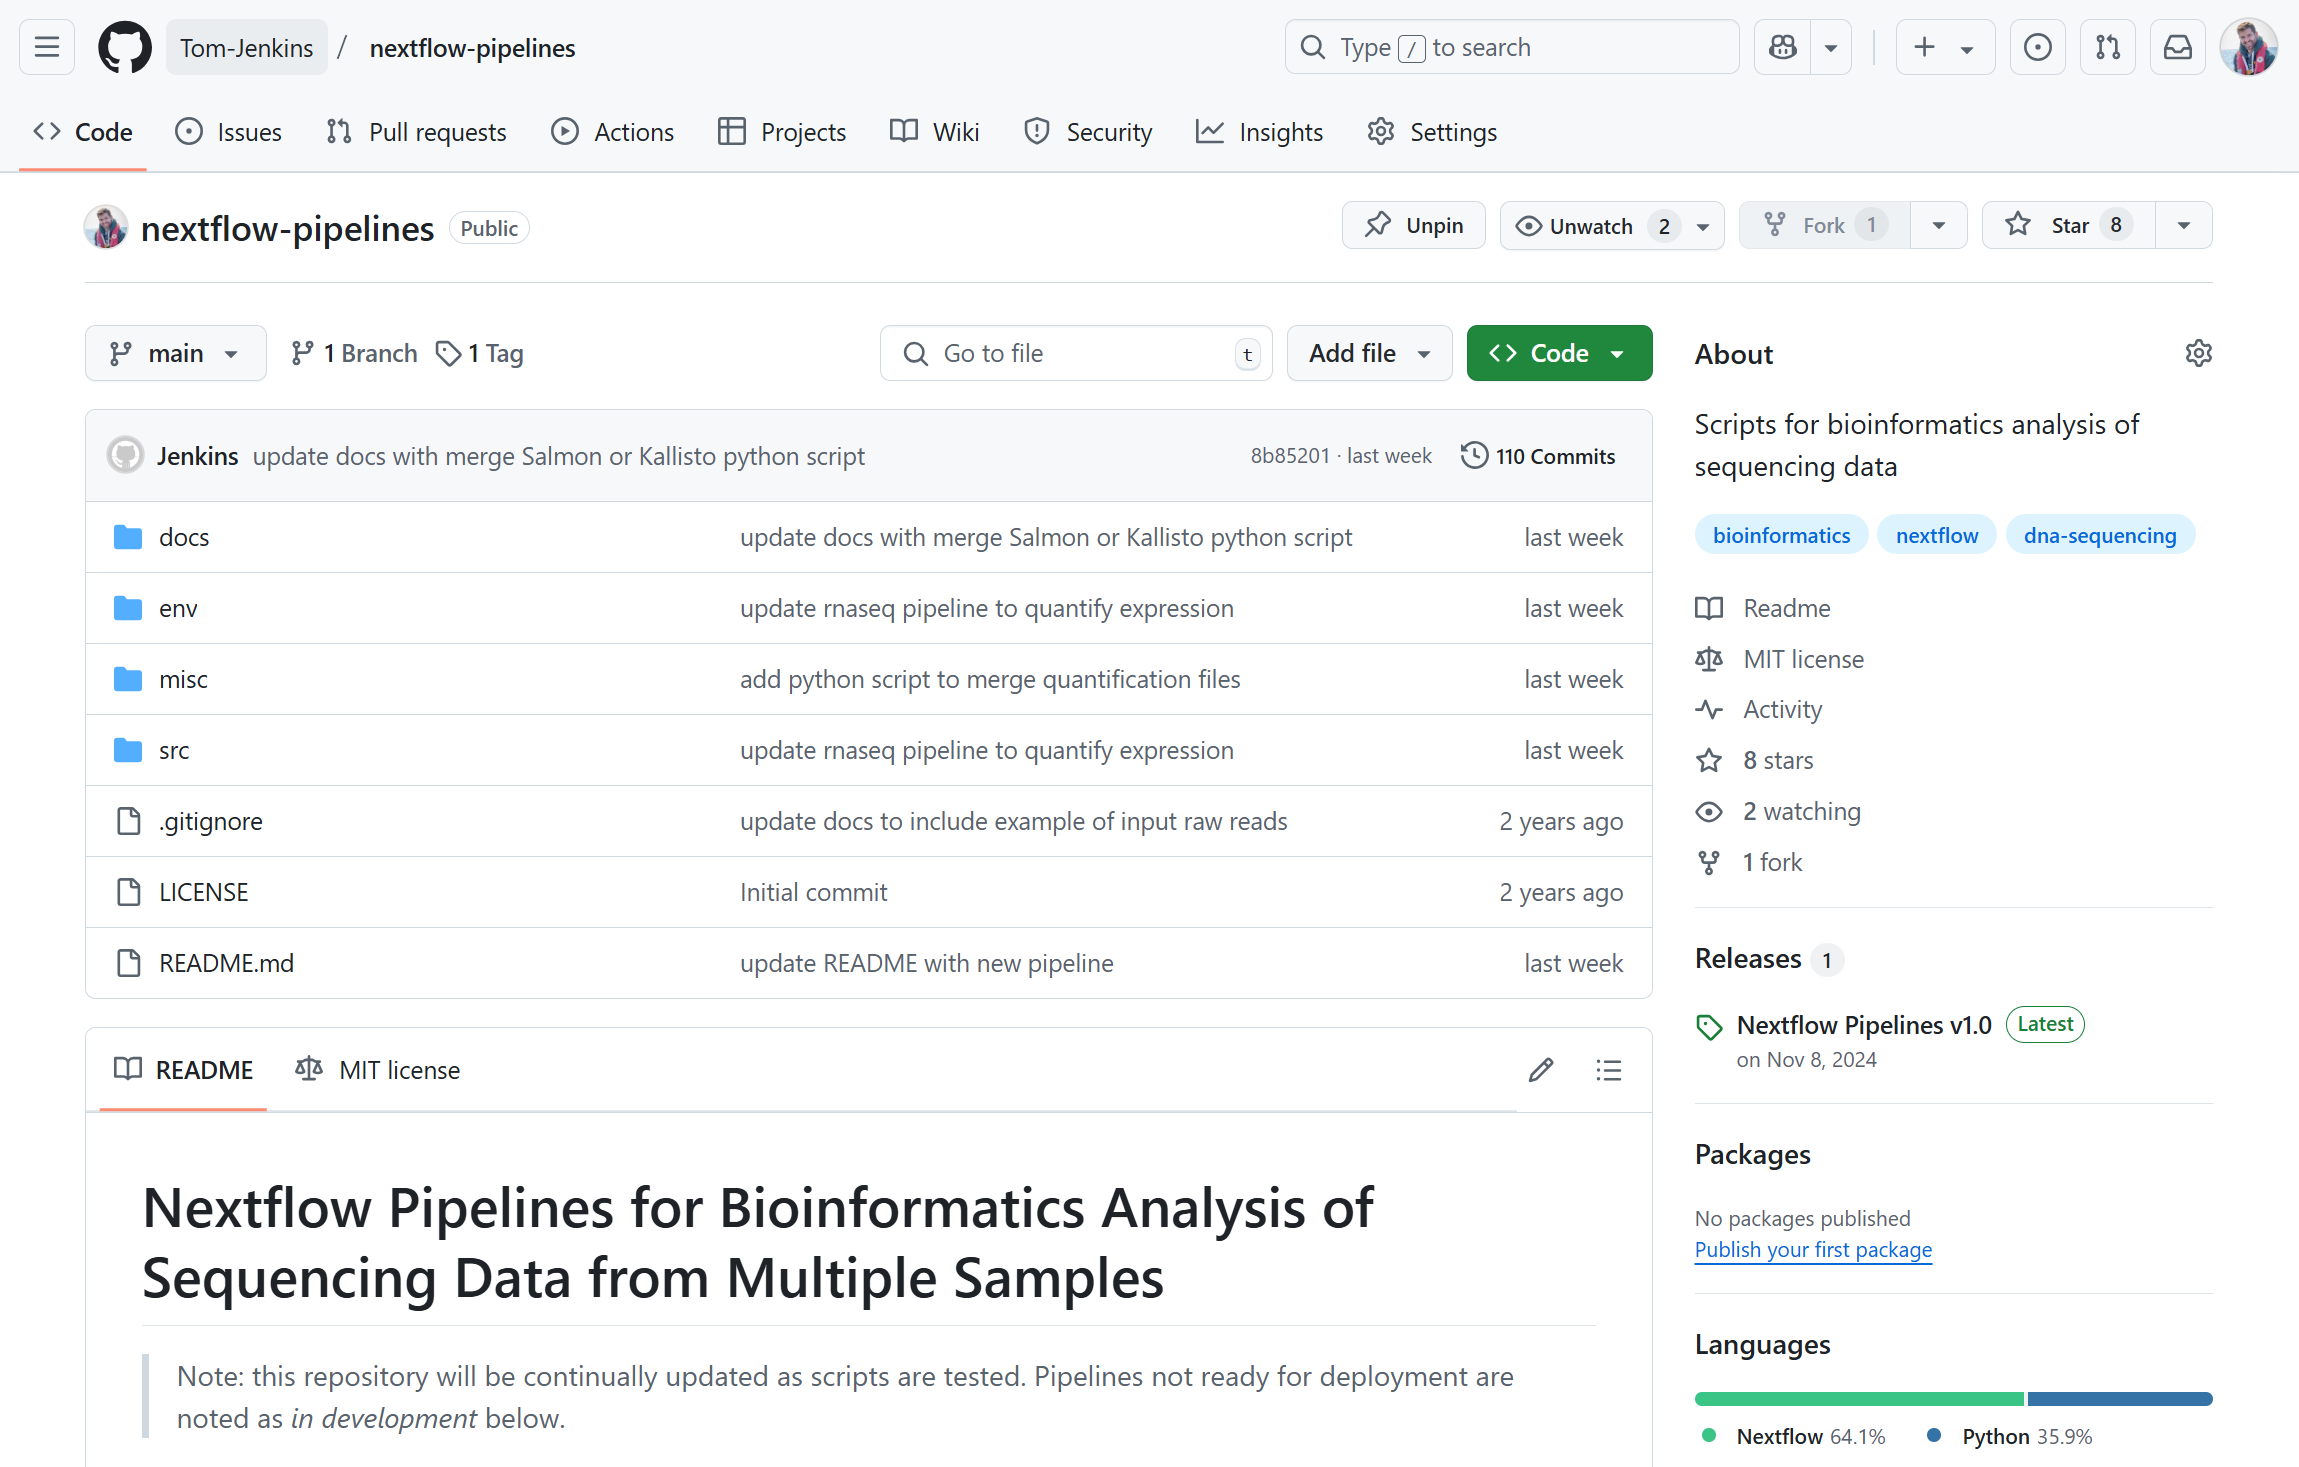 Tom-Jenkins / nextflow-pipelines
Type / to search
Code
Issues
Pull requests
Actions
Projects
Wiki
Security
Insights
Settings
nextflow-pipelines Public
Unpin
Unwatch 2
Fork 1
Star 8
main
1 Branch
1 Tag
Go to file t
Add file
Code
Jenkins update docs with merge Salmon or Kallisto python script 8b85201 · last week 110 Commits
docs update docs with merge Salmon or Kallisto python script last week
env update rnaseq pipeline to quantify expression last week
misc add python script to merge quantification files last week
src update rnaseq pipeline to quantify expression last week
.gitignore update docs to include example of input raw reads 2 years ago
LICENSE Initial commit 2 years ago
README.md update README with new pipeline last week
README
MIT license
Nextflow Pipelines for Bioinformatics Analysis of
Sequencing Data from Multiple Samples
Note: this repository will be continually updated as scripts are tested. Pipelines not ready for deployment are
noted as in development below.
About
Scripts for bioinformatics analysis of
sequencing data
bioinformatics nextflow dna-sequencing
Readme
MIT license
Activity
8 stars
2 watching
1 fork
Releases 1
Nextflow Pipelines v1.0 Latest
on Nov 8, 2024
Packages
No packages published
Publish your first package
Languages
Nextflow 64.1% Python 35.9%